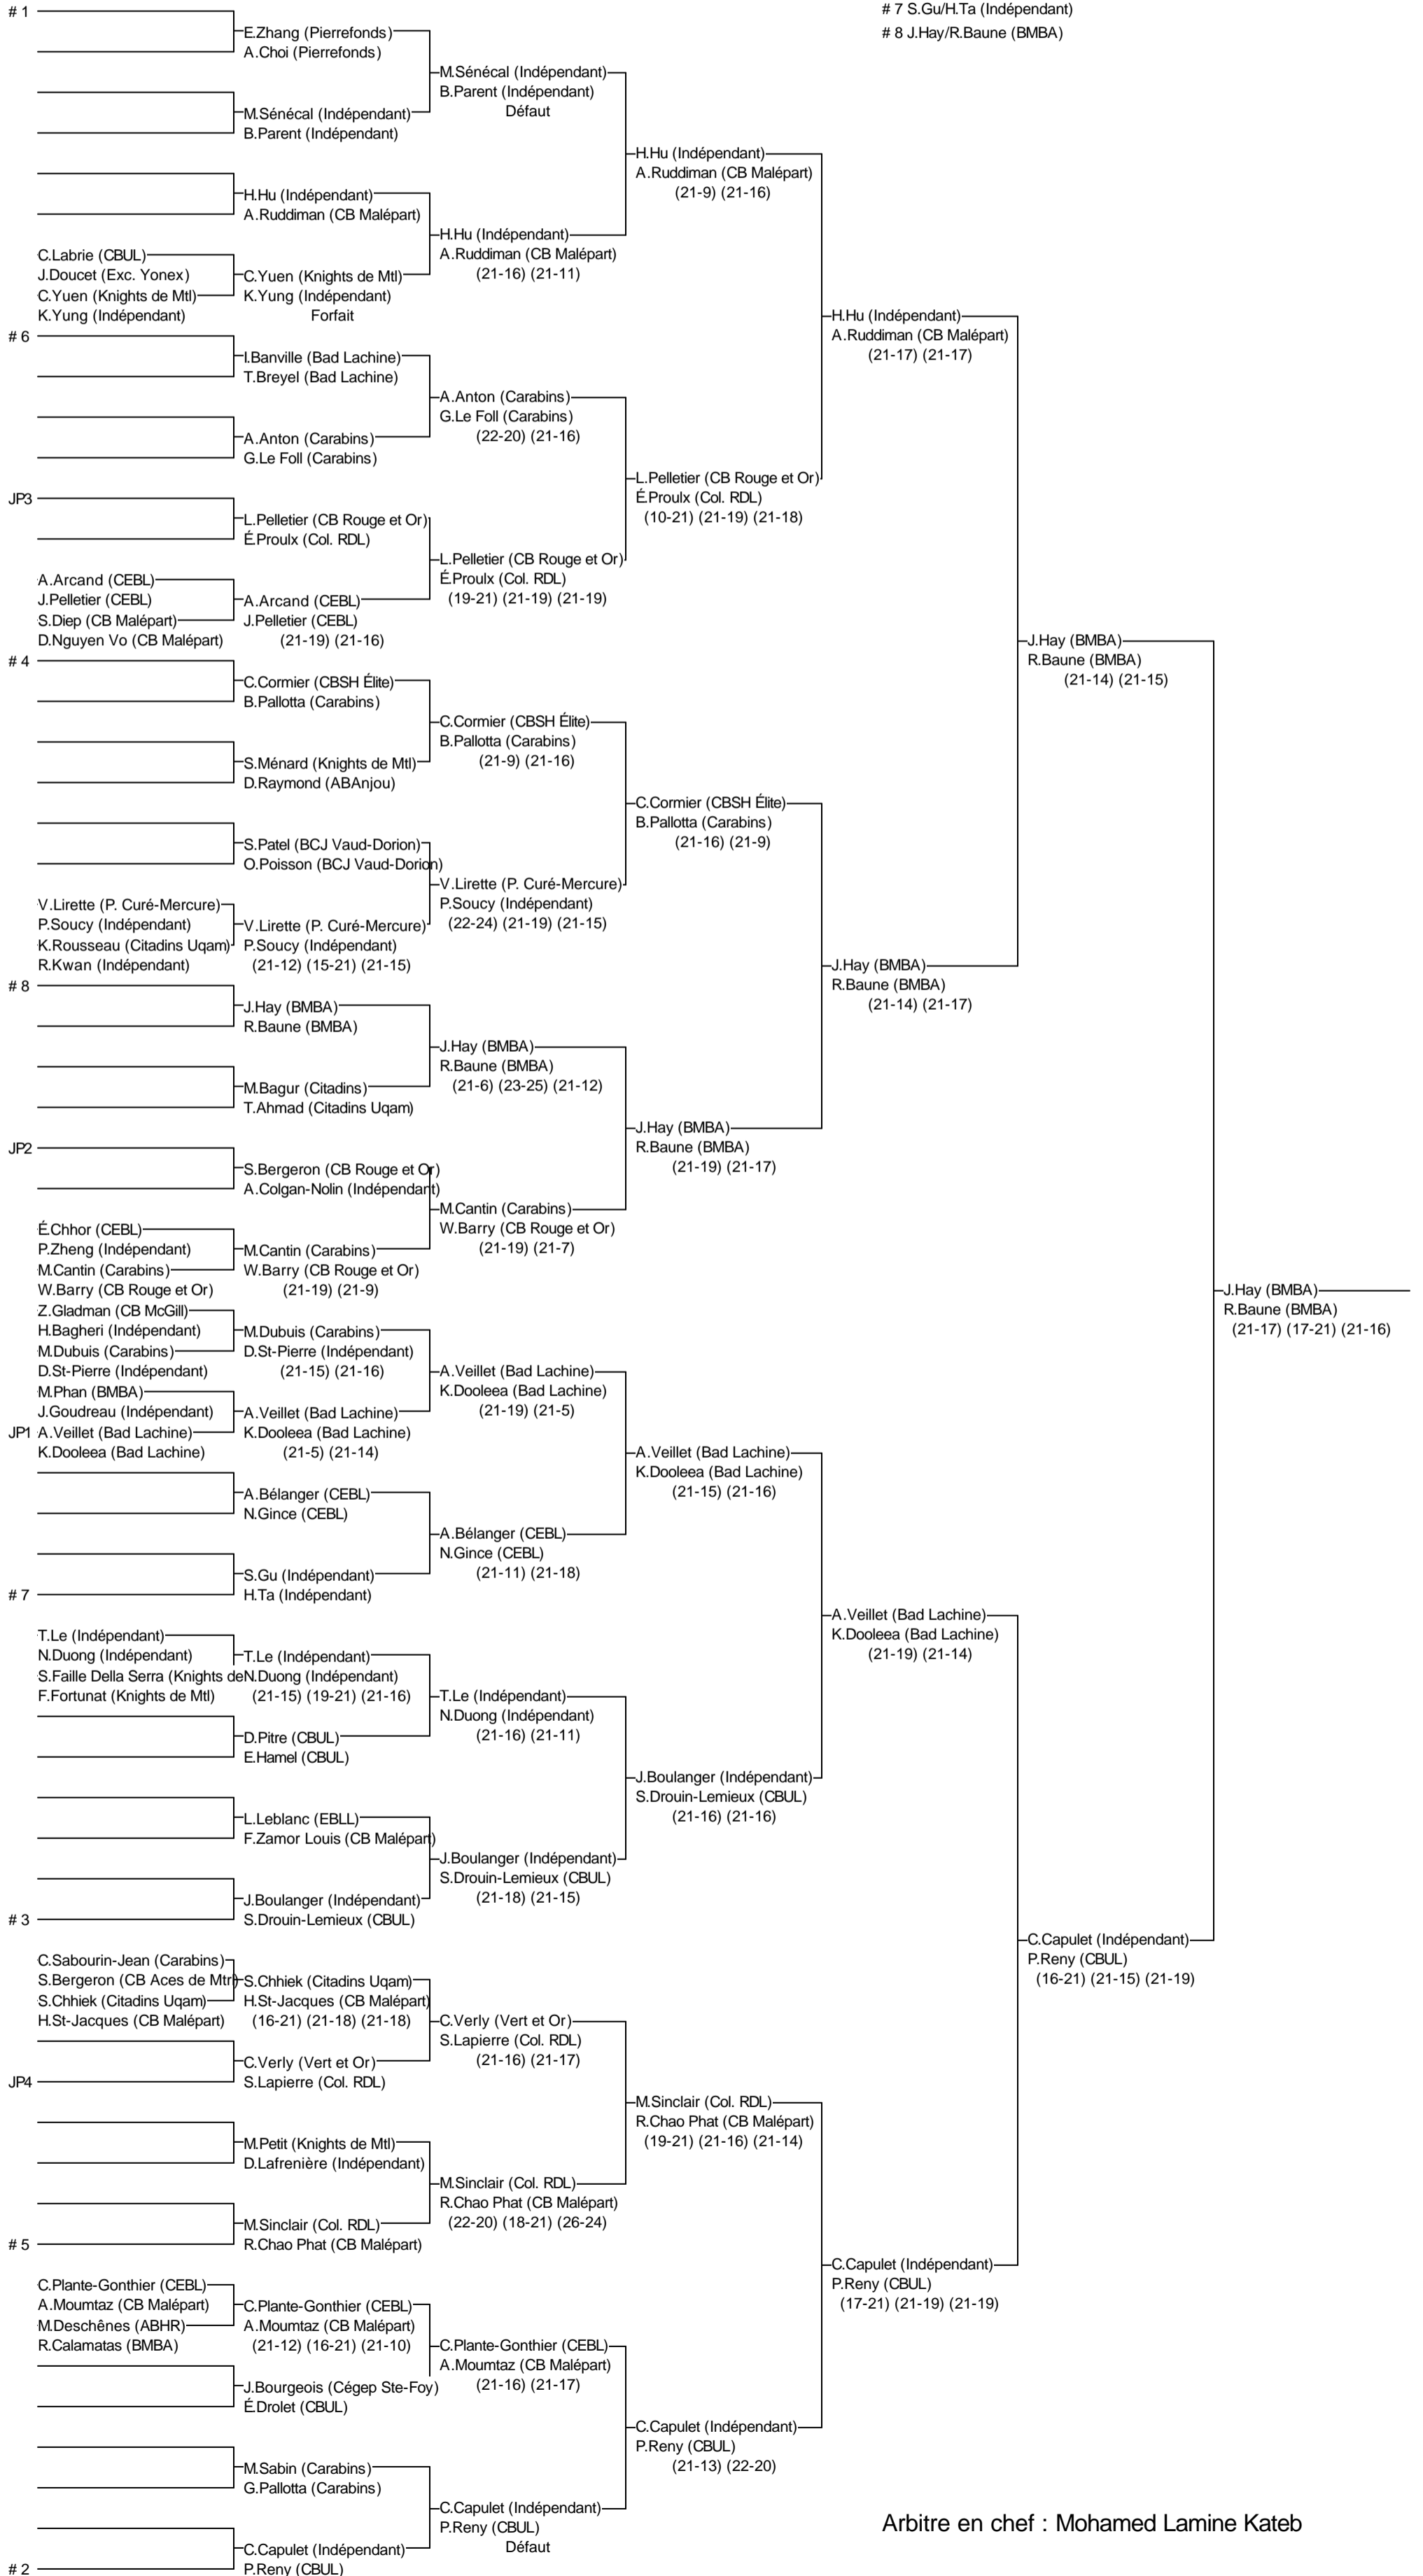 # 7 S.Gu/H.Ta (Indépendant)
# 8 J.Hay/R.Baune (BMBA)
# 1
E.Zhang (Pierrefonds)
A.Choi (Pierrefonds)
M.Sénécal (Indépendant)
B.Parent (Indépendant)
Défaut
M.Sénécal (Indépendant)
B.Parent (Indépendant)
H.Hu (Indépendant)
A.Ruddiman (CB Malépart)
(21-9) (21-16)
H.Hu (Indépendant)
A.Ruddiman (CB Malépart)
H.Hu (Indépendant)
A.Ruddiman (CB Malépart)
(21-16) (21-11)
C.Labrie (CBUL)
J.Doucet (Exc. Yonex)
C.Yuen (Knights de Mtl)
K.Yung (Indépendant)
C.Yuen (Knights de Mtl)
K.Yung (Indépendant)
Forfait
H.Hu (Indépendant)
A.Ruddiman (CB Malépart)
(21-17) (21-17)
# 6
I.Banville (Bad Lachine)
T.Breyel (Bad Lachine)
A.Anton (Carabins)
G.Le Foll (Carabins)
(22-20) (21-16)
A.Anton (Carabins)
G.Le Foll (Carabins)
L.Pelletier (CB Rouge et Or)
É.Proulx (Col. RDL)
(10-21) (21-19) (21-18)
JP3
L.Pelletier (CB Rouge et Or)
É.Proulx (Col. RDL)
L.Pelletier (CB Rouge et Or)
É.Proulx (Col. RDL)
(19-21) (21-19) (21-19)
A.Arcand (CEBL)
J.Pelletier (CEBL)
S.Diep (CB Malépart)
D.Nguyen Vo (CB Malépart)
A.Arcand (CEBL)
J.Pelletier (CEBL)
(21-19) (21-16)
J.Hay (BMBA)
R.Baune (BMBA)
(21-14) (21-15)
# 4
C.Cormier (CBSH Élite)
B.Pallotta (Carabins)
C.Cormier (CBSH Élite)
B.Pallotta (Carabins)
(21-9) (21-16)
S.Ménard (Knights de Mtl)
D.Raymond (ABAnjou)
C.Cormier (CBSH Élite)
B.Pallotta (Carabins)
(21-16) (21-9)
S.Patel (BCJ Vaud-Dorion)
O.Poisson (BCJ Vaud-Dorion)
V.Lirette (P. Curé-Mercure)
P.Soucy (Indépendant)
(22-24) (21-19) (21-15)
V.Lirette (P. Curé-Mercure)
P.Soucy (Indépendant)
K.Rousseau (Citadins Uqam)
R.Kwan (Indépendant)
V.Lirette (P. Curé-Mercure)
P.Soucy (Indépendant)
(21-12) (15-21) (21-15)
J.Hay (BMBA)
R.Baune (BMBA)
(21-14) (21-17)
# 8
J.Hay (BMBA)
R.Baune (BMBA)
J.Hay (BMBA)
R.Baune (BMBA)
(21-6) (23-25) (21-12)
M.Bagur (Citadins)
T.Ahmad (Citadins Uqam)
J.Hay (BMBA)
R.Baune (BMBA)
(21-19) (21-17)
JP2
S.Bergeron (CB Rouge et Or)
A.Colgan-Nolin (Indépendant)
M.Cantin (Carabins)
W.Barry (CB Rouge et Or)
(21-19) (21-7)
É.Chhor (CEBL)
P.Zheng (Indépendant)
M.Cantin (Carabins)
W.Barry (CB Rouge et Or)
M.Cantin (Carabins)
W.Barry (CB Rouge et Or)
(21-19) (21-9)
J.Hay (BMBA)
R.Baune (BMBA)
(21-17) (17-21) (21-16)
Z.Gladman (CB McGill)
H.Bagheri (Indépendant)
M.Dubuis (Carabins)
D.St-Pierre (Indépendant)
M.Dubuis (Carabins)
D.St-Pierre (Indépendant)
(21-15) (21-16)
A.Veillet (Bad Lachine)
K.Dooleea (Bad Lachine)
(21-19) (21-5)
M.Phan (BMBA)
J.Goudreau (Indépendant)
JP1 A.Veillet (Bad Lachine)
K.Dooleea (Bad Lachine)
A.Veillet (Bad Lachine)
K.Dooleea (Bad Lachine)
(21-5) (21-14)
A.Veillet (Bad Lachine)
K.Dooleea (Bad Lachine)
(21-15) (21-16)
A.Bélanger (CEBL)
N.Gince (CEBL)
A.Bélanger (CEBL)
N.Gince (CEBL)
(21-11) (21-18)
S.Gu (Indépendant)
H.Ta (Indépendant)
# 7
A.Veillet (Bad Lachine)
K.Dooleea (Bad Lachine)
(21-19) (21-14)
T.Le (Indépendant)
N.Duong (Indépendant)
S.Faille Della Serra (Knights de
F.Fortunat (Knights de Mtl)
T.Le (Indépendant)
N.Duong (Indépendant)
(21-15) (19-21) (21-16)
T.Le (Indépendant)
N.Duong (Indépendant)
(21-16) (21-11)
D.Pitre (CBUL)
E.Hamel (CBUL)
J.Boulanger (Indépendant)
S.Drouin-Lemieux (CBUL)
(21-16) (21-16)
L.Leblanc (EBLL)
F.Zamor Louis (CB Malépart)
J.Boulanger (Indépendant)
S.Drouin-Lemieux (CBUL)
(21-18) (21-15)
J.Boulanger (Indépendant)
S.Drouin-Lemieux (CBUL)
# 3
C.Capulet (Indépendant)
P.Reny (CBUL)
(16-21) (21-15) (21-19)
C.Sabourin-Jean (Carabins)
S.Bergeron (CB Aces de Mtr
S.Chhiek (Citadins Uqam)
H.St-Jacques (CB Malépart)
S.Chhiek (Citadins Uqam)
H.St-Jacques (CB Malépart)
(16-21) (21-18) (21-18)
C.Verly (Vert et Or)
S.Lapierre (Col. RDL)
(21-16) (21-17)
C.Verly (Vert et Or)
S.Lapierre (Col. RDL)
JP4
M.Sinclair (Col. RDL)
R.Chao Phat (CB Malépart)
(19-21) (21-16) (21-14)
M.Petit (Knights de Mtl)
D.Lafrenière (Indépendant)
M.Sinclair (Col. RDL)
R.Chao Phat (CB Malépart)
(22-20) (18-21) (26-24)
M.Sinclair (Col. RDL)
R.Chao Phat (CB Malépart)
# 5
C.Capulet (Indépendant)
P.Reny (CBUL)
(17-21) (21-19) (21-19)
C.Plante-Gonthier (CEBL)
A.Moumtaz (CB Malépart)
M.Deschênes (ABHR)
R.Calamatas (BMBA)
C.Plante-Gonthier (CEBL)
A.Moumtaz (CB Malépart)
(21-12) (16-21) (21-10)
C.Plante-Gonthier (CEBL)
A.Moumtaz (CB Malépart)
(21-16) (21-17)
J.Bourgeois (Cégep Ste-Foy)
É.Drolet (CBUL)
C.Capulet (Indépendant)
P.Reny (CBUL)
(21-13) (22-20)
M.Sabin (Carabins)
G.Pallotta (Carabins)
C.Capulet (Indépendant)
P.Reny (CBUL)
Défaut
C.Capulet (Indépendant)
P.Reny (CBUL)
# 2
Arbitre en chef : Mohamed Lamine Kateb